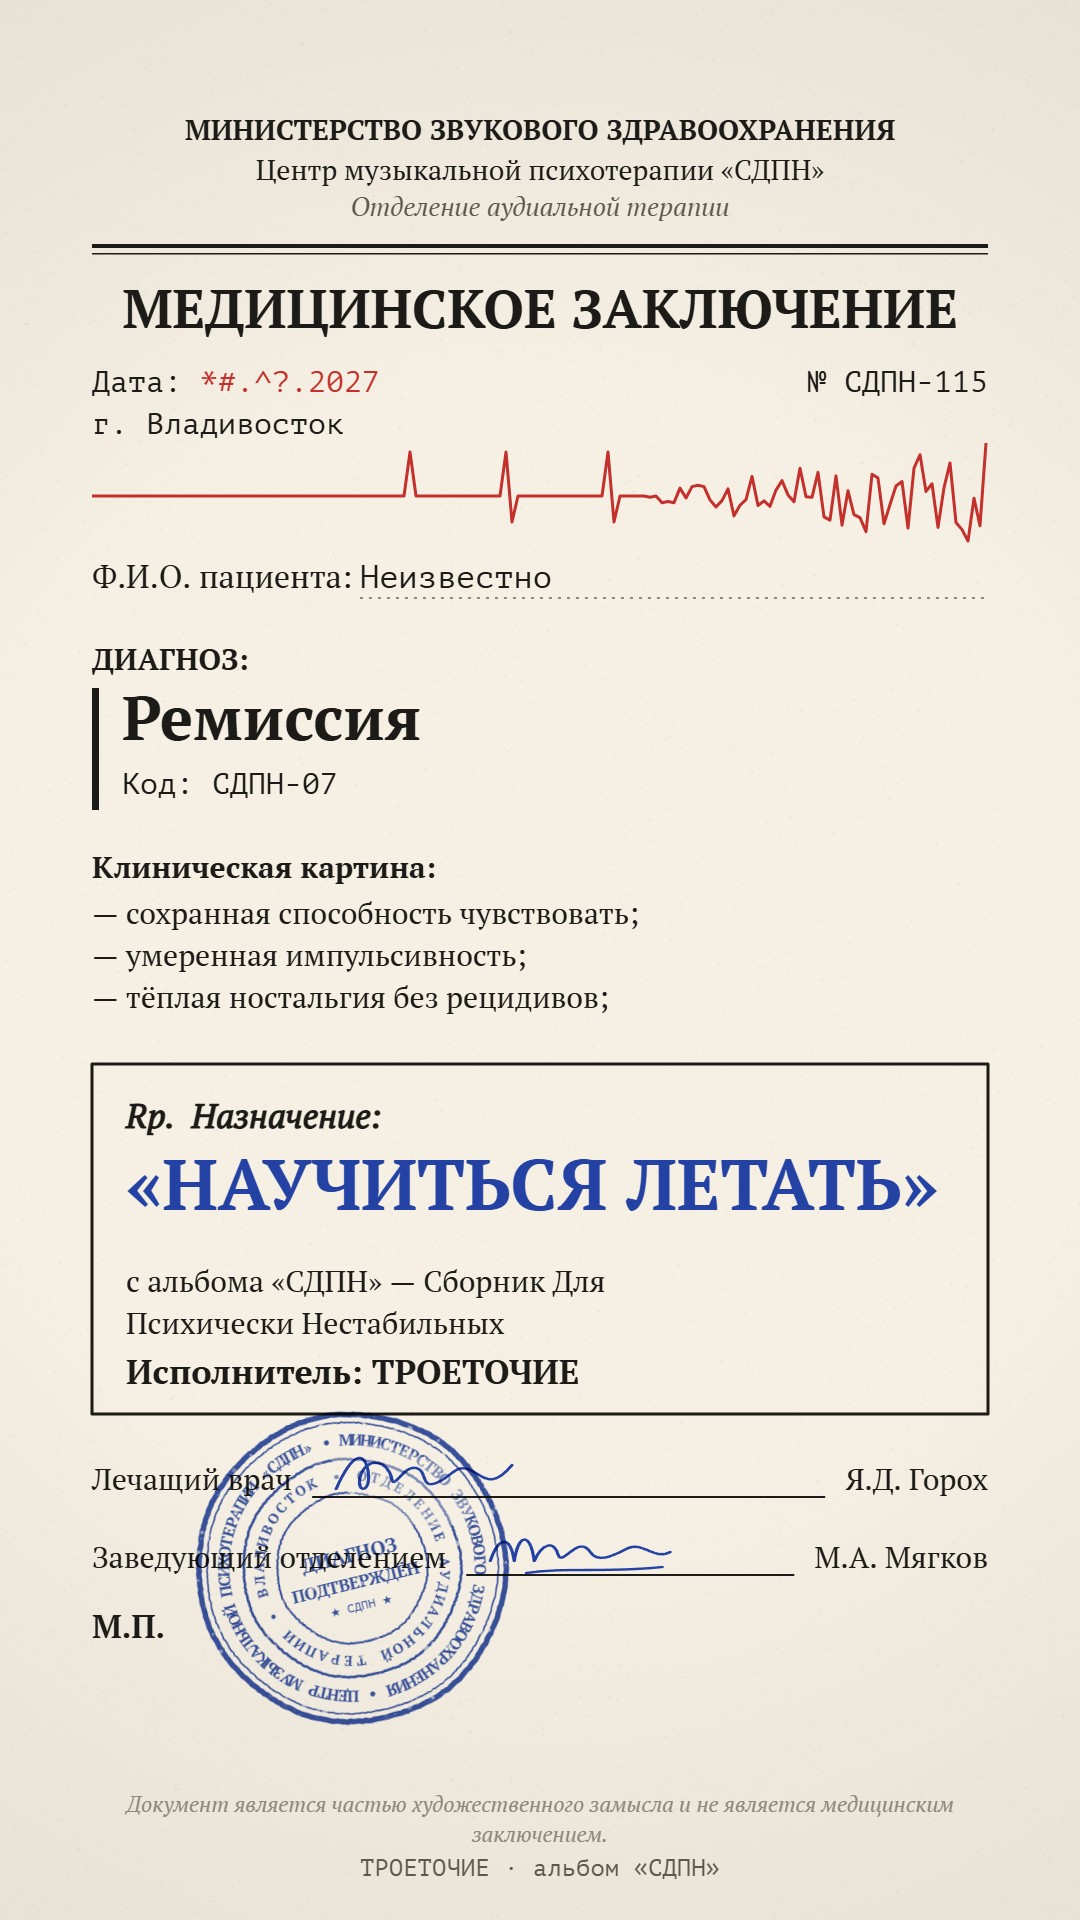 МИНИСТЕРСТВО ЗВУКОВОГО ЗДРАВООХРАНЕНИЯ
Центр музыкальной психотерапии «СДПН»
Отделение аудиальной терапии
МЕДИЦИНСКОЕ ЗАКЛЮЧЕНИЕ
Дата: *#.^?.2027 № СДПН-115
г. Владивосток
Ф.И.О. пациента: Неизвестно
ДИАГНОЗ:
Ремиссия
Код: СДПН-07
Клиническая картина:
— сохранная способность чувствовать;
— умеренная импульсивность;
— тёплая ностальгия без рецидивов;
Rp. Назначение:
«НАУЧИТЬСЯ ЛЕТАТЬ»
с альбома «СДПН» — Сборник Для
Психически Нестабильных
Исполнитель: ТРОЕТОЧИЕ
Лечащий врач Я.Д. Горох
Заведующий отделением М.А. Мягков
М.П.
• МИНИСТЕРСТВО ЗВУКОВОГО ЗДРАВООХРАНЕНИЯ • ЦЕНТР МУЗЫКАЛЬНОЙ ПСИХОТЕРАПИИ «СДПН»
• ОТДЕЛЕНИЕ АУДИАЛЬНОЙ ТЕРАПИИ • ВЛАДИВОСТОК
ДИАГНОЗ
ПОДТВЕРЖДЁН
★ СДПН ★
Документ является частью художественного замысла и не является медицинским
заключением.
ТРОЕТОЧИЕ · альбом «СДПН»